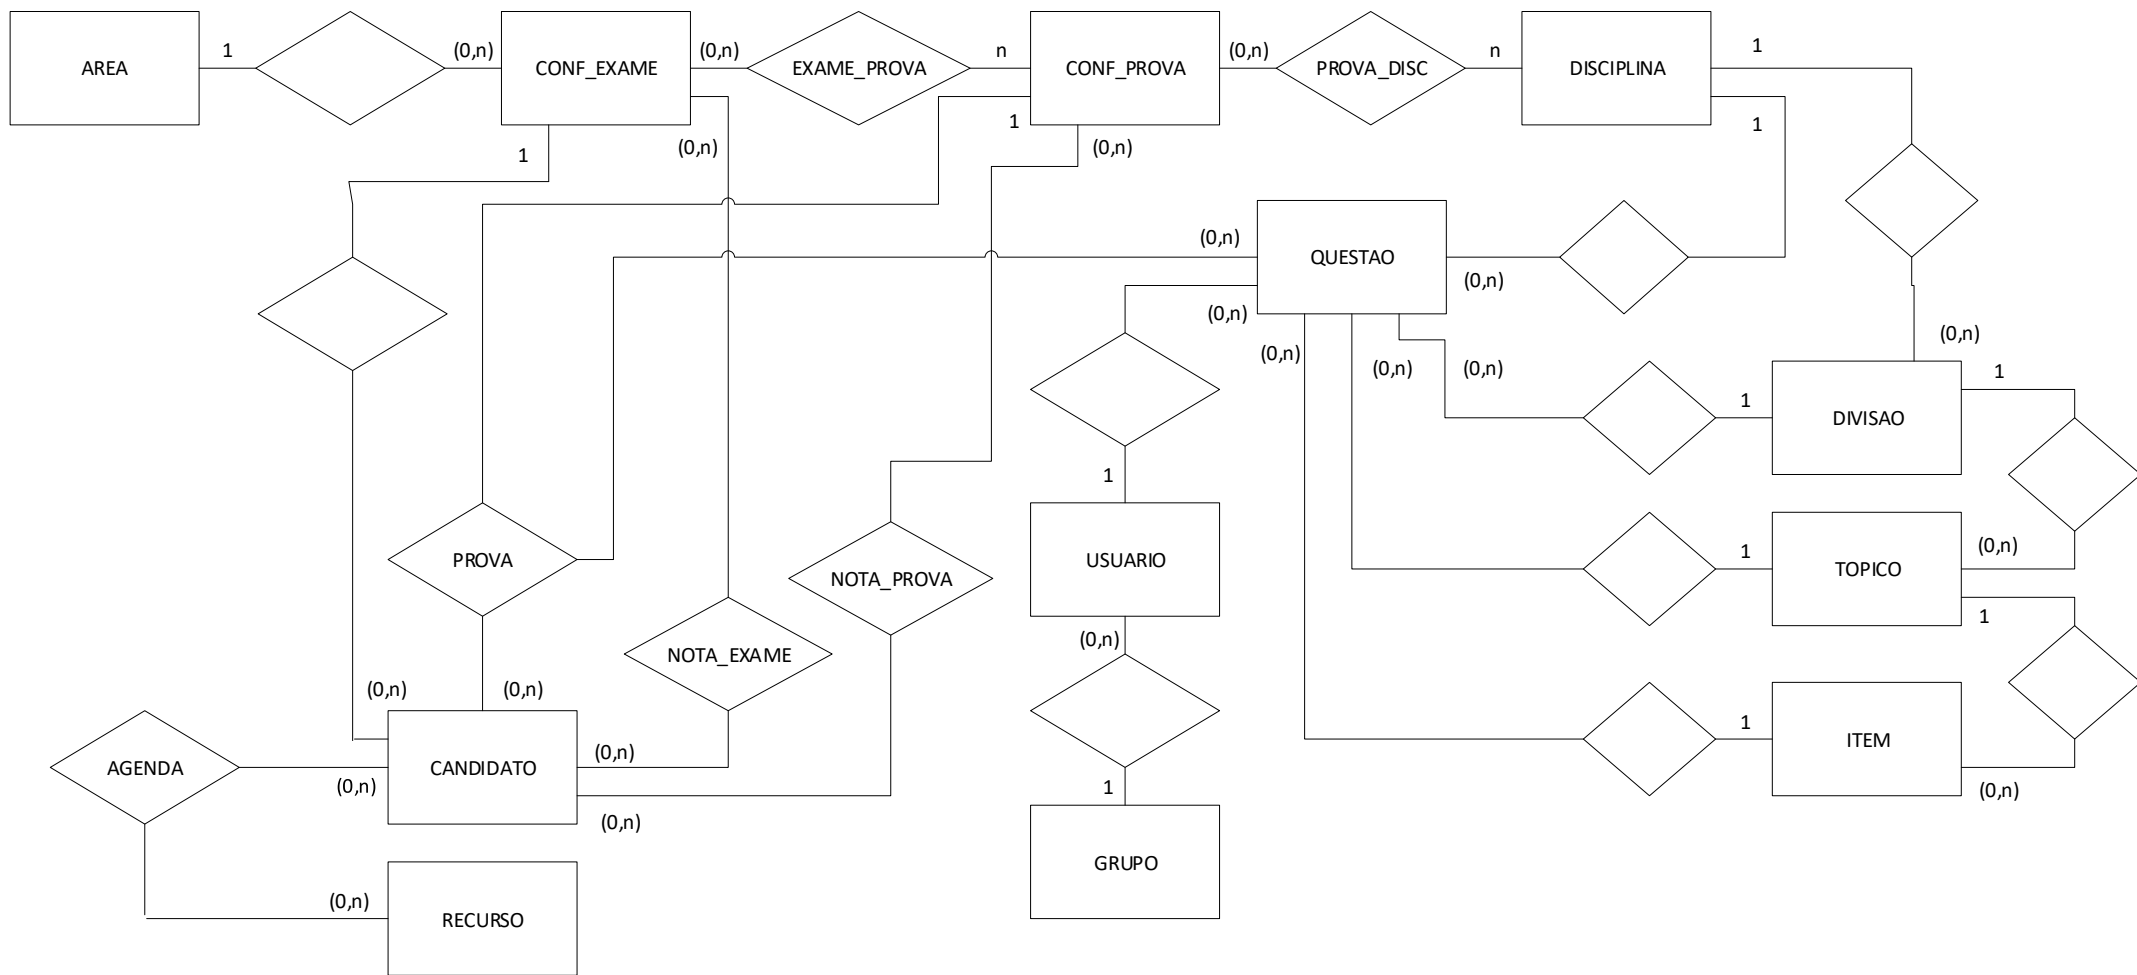 AREA
1
(0,n)
CONF_EXAME
(0,n)
EXAME_PROVA
n
CONF_PROVA
(0,n)
PROVA_DISC
n
DISCIPLINA
1
1
1
(0,n)
1
(0,n)
(0,n)
QUESTAO
(0,n)
(0,n)
(0,n)
(0,n)
(0,n)
(0,n)
1
DIVISAO
1
1
PROVA
NOTA_PROVA
USUARIO
1
TOPICO
(0,n)
1
NOTA_EXAME
(0,n)
(0,n)
(0,n)
AGENDA
(0,n)
CANDIDATO
(0,n)
(0,n)
1
1
ITEM
(0,n)
GRUPO
(0,n)
RECURSO